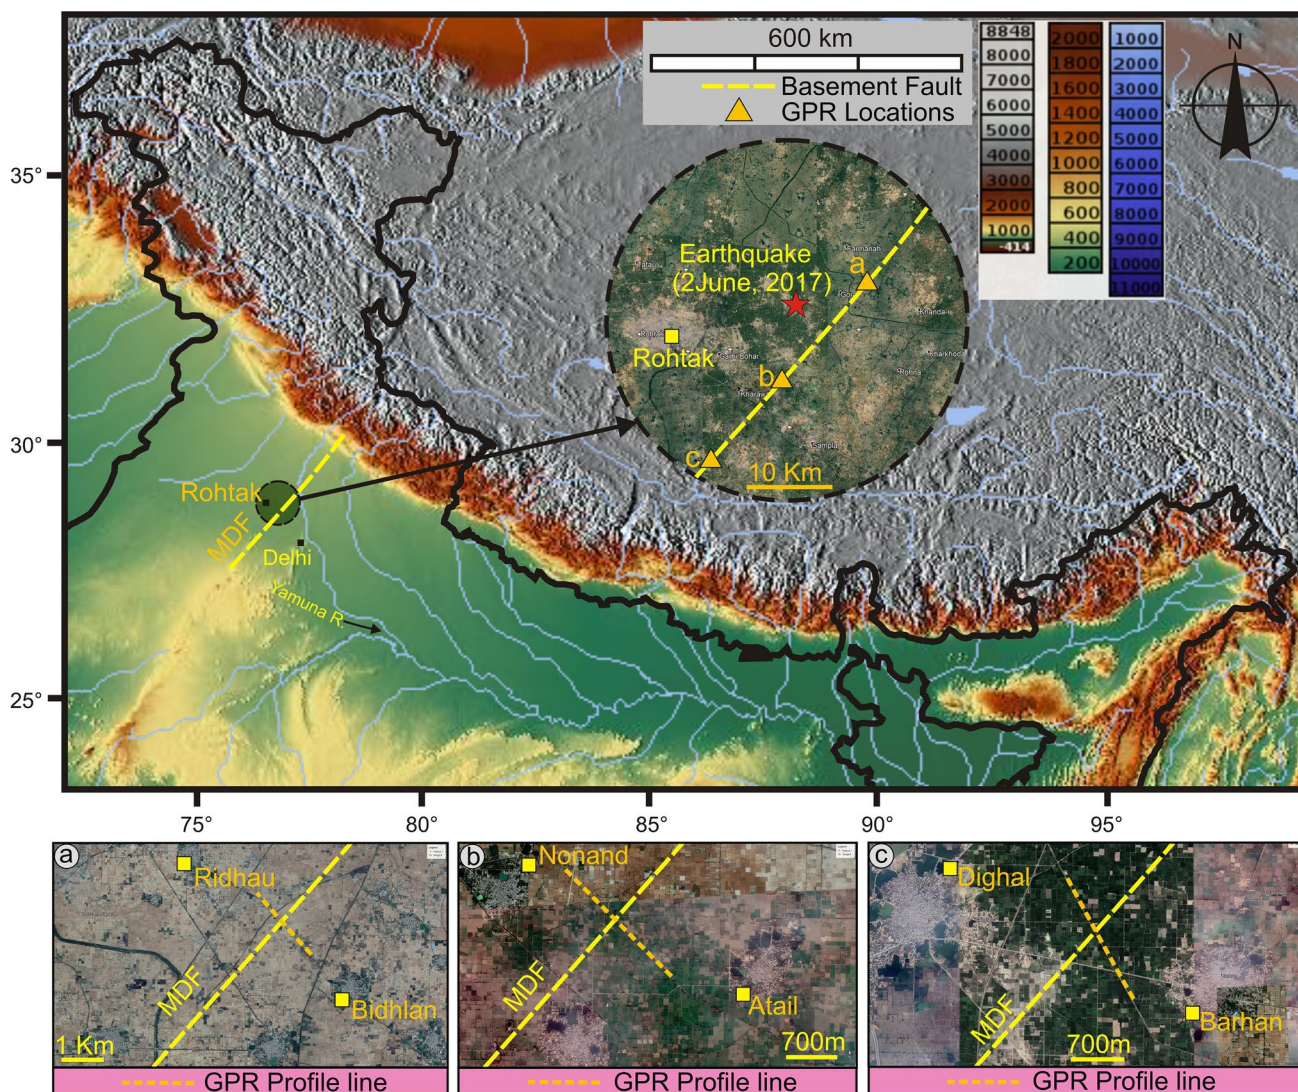 600 km
Basement Fault
GPR Locations
N
8848
8000
7000
6000
5000
4000
3000
2000
1000
-414
2000
1800
1600
1400
1200
1000
800
600
400
200
1000
2000
3000
4000
5000
6000
7000
8000
9000
10000
11000
35°
30°
25°
Farmanah
Earthquake
(2June, 2017)
a
Rohtak
b
Kharkhoda
Rohna
Sampla
c
10 Km
Rohtak
MDF
Delhi
Yamuna R.
75°
80°
85°
90°
95°
a
Ridhau
MDF
Bidhlan
1 Km
GPR Profile line
b
Nonand
MDF
Atail
700m
GPR Profile line
c
Dighal
MDF
Barhan
700m
GPR Profile line